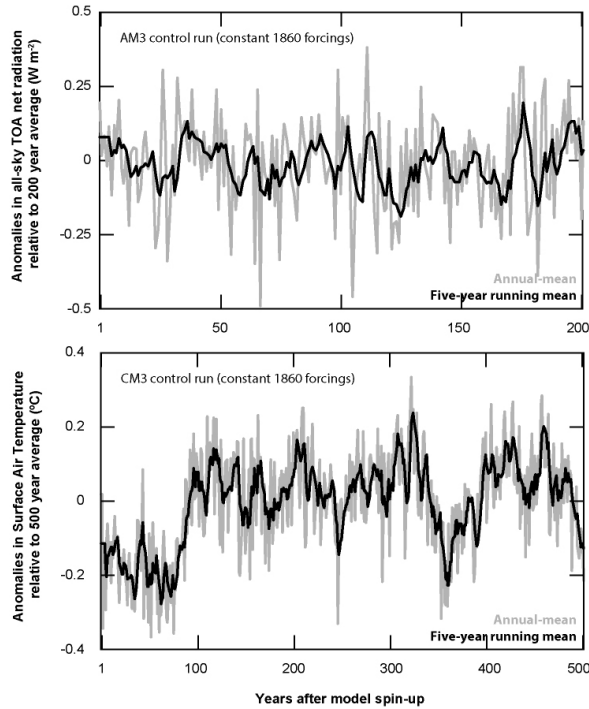 Anomalies in all-sky TOA net radiation
relative to 200 year average (W m⁻²)
0.5
0.25
0
-0.25
-0.5
AM3 control run (constant 1860 forcings)
Annual-mean
Five-year running mean
1
50
100
150
200
Anomalies in Surface Air Temperature
relative to 500 year average (ºC)
0.4
0.2
0
-0.2
-0.4
CM3 control run (constant 1860 forcings)
Annual-mean
Five-year running mean
1
100
200
300
400
500
Years after model spin-up